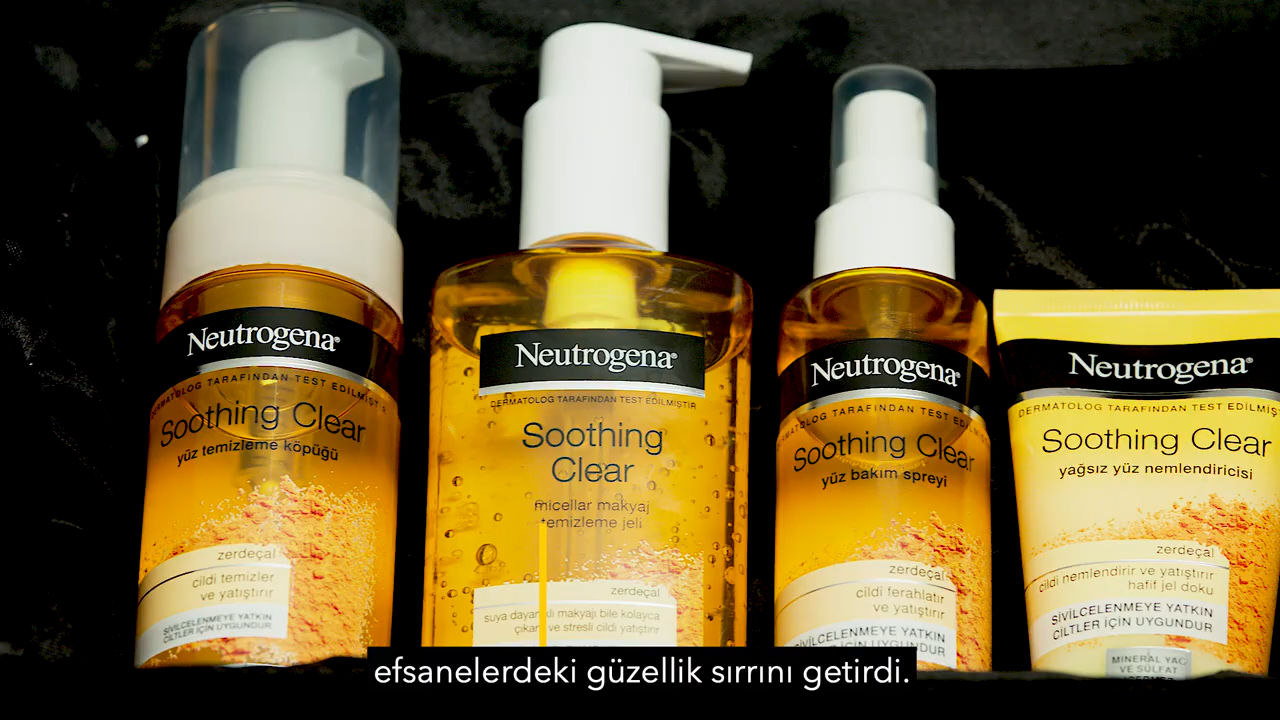 Neutrogena®
DERMATOLOG TARAFINDAN TEST EDİLMİŞTİR
Soothing Clear
yüz temizleme köpüğü
zerdeçal
cildi temizler
ve yatıştırır
SİVİLCELENMEYE YATKIN
CİLTLER İÇİN UYGUNDUR
Neutrogena®
DERMATOLOG TARAFINDAN TEST EDİLMİŞTİR
Soothing
Clear
micellar makyaj
temizleme jeli
zerdeçal
suya dayanıklı makyajı bile kolayca
çıkarır ve stresli cildi yatıştırır
Neutrogena®
DERMATOLOG TARAFINDAN TEST EDİLMİŞTİR
Soothing Clear
yüz bakım spreyi
zerdeçal
cildi ferahlatır
ve yatıştırır
SİVİLCELENMEYE YATKIN
CİLTLER İÇİN UYGUNDUR
Neutrogena®
DERMATOLOG TARAFINDAN TEST EDİLMİŞ
Soothing Clear
yağsız yüz nemlendiricisi
zerdeçal
cildi nemlendirir ve yatıştırır
hafif jel doku
SİVİLCELENMEYE YATKIN
CİLTLER İÇİN UYGUNDUR
MİNERAL YAĞ
VE SÜLFAT
efsanelerdeki güzellik sırrını getirdi.